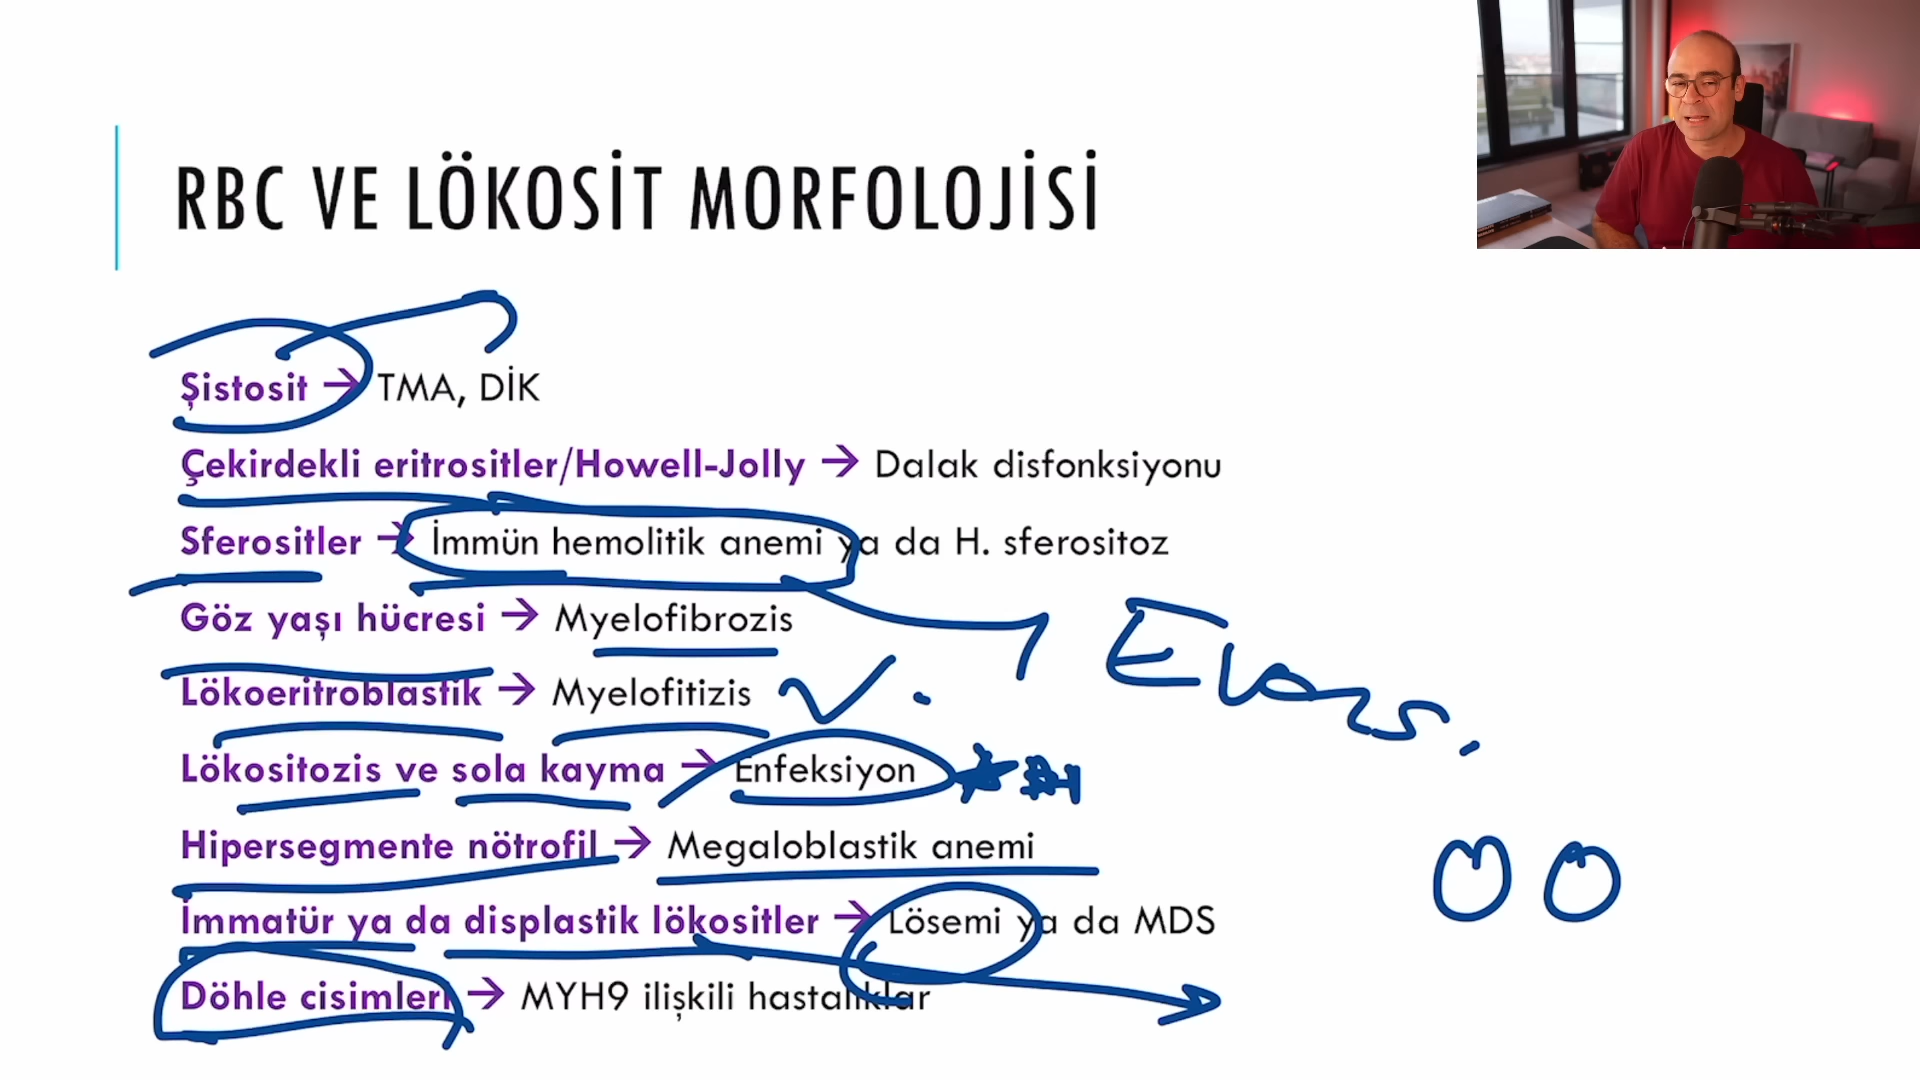 RBC VE LÖKOSİT MORFOLOJİSİ
Şistosit → TMA, DİK
Çekirdekli eritrositler/Howell-Jolly → Dalak disfonksiyonu
Sferositler → İmmün hemolitik anemi ya da H. sferositoz
Göz yaşı hücresi → Myelofibrozis
Evans.
Lökoeritroblastik → Myelofitizis
Lökositozis ve sola kayma → Enfeksiyon
Hipersegmente nötrofil → Megaloblastik anemi
İmmatür ya da displastik lökositler → Lösemi ya da MDS
Döhle cisimleri → MYH9 ilişkili hastalıklar